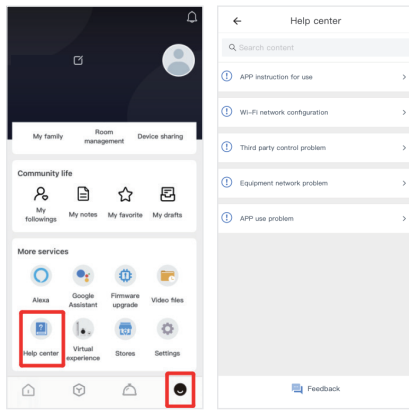 My family
Room
management
Device sharing
Community life
My
followings
My notes
My favorite
My drafts
More services
Alexa
Google
Assistant
Firmware
upgrade
Video files
Help center
Virtual
experience
Stores
Settings
Help center
Search content
APP instruction for use
Wi-Fi network configuration
Third party control problem
Equipment network problem
APP use problem
Feedback